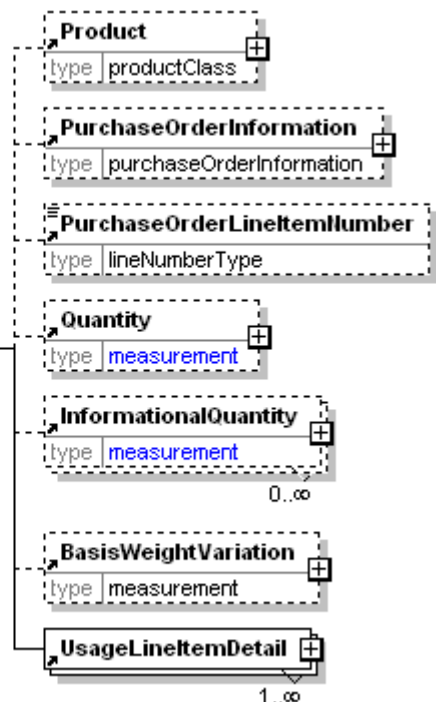 Product
type productClass
PurchaseOrderInformation
type purchaseOrderInformation
PurchaseOrderLineItemNumber
type lineNumberType
Quantity
type measurement
InformationalQuantity
type measurement
0..∞
BasisWeightVariation
type measurement
UsageLineItemDetail
1..∞